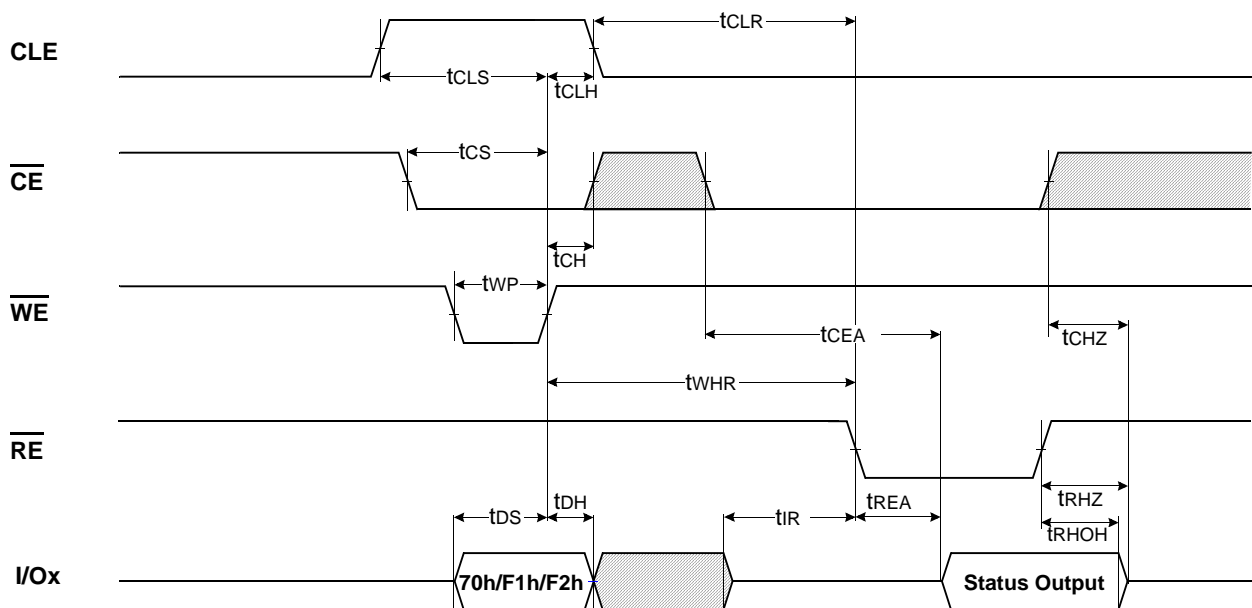 tCLR
CLE
tCLS
tCLH
tCS
CE
tCH
tWP
WE
tCEA
tCHZ
tWHR
RE
tDH
tDS
tIR
tREA
tRHZ
tRHOH
I/Ox
70h/F1h/F2h
Status Output